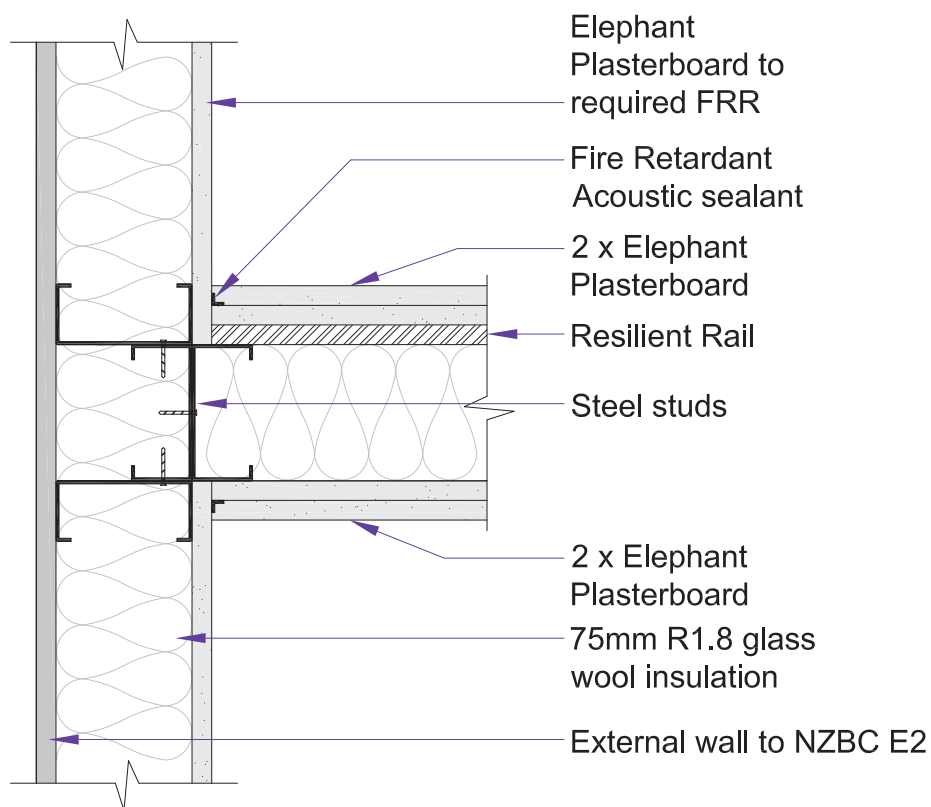 Elephant
Plasterboard to
required FRR
Fire Retardant
Acoustic sealant
2 x Elephant
Plasterboard
Resilient Rail
Steel studs
2 x Elephant
Plasterboard
75mm R1.8 glass
wool insulation
External wall to NZBC E2